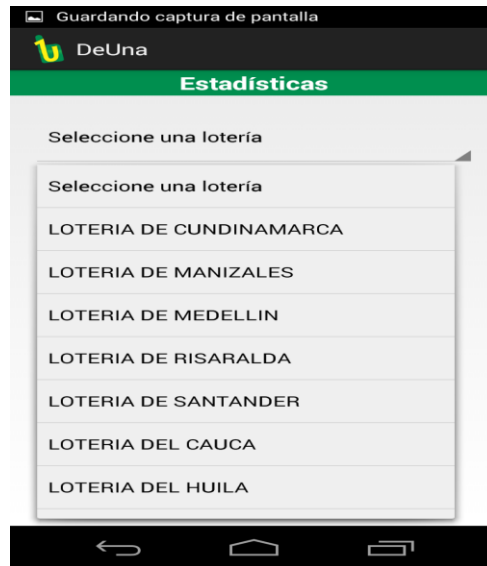 Guardando captura de pantalla
DeUna
Estadísticas
Seleccione una lotería
Seleccione una lotería
LOTERIA DE CUNDINAMARCA
LOTERIA DE MANIZALES
LOTERIA DE MEDELLIN
LOTERIA DE RISARALDA
LOTERIA DE SANTANDER
LOTERIA DEL CAUCA
LOTERIA DEL HUILA